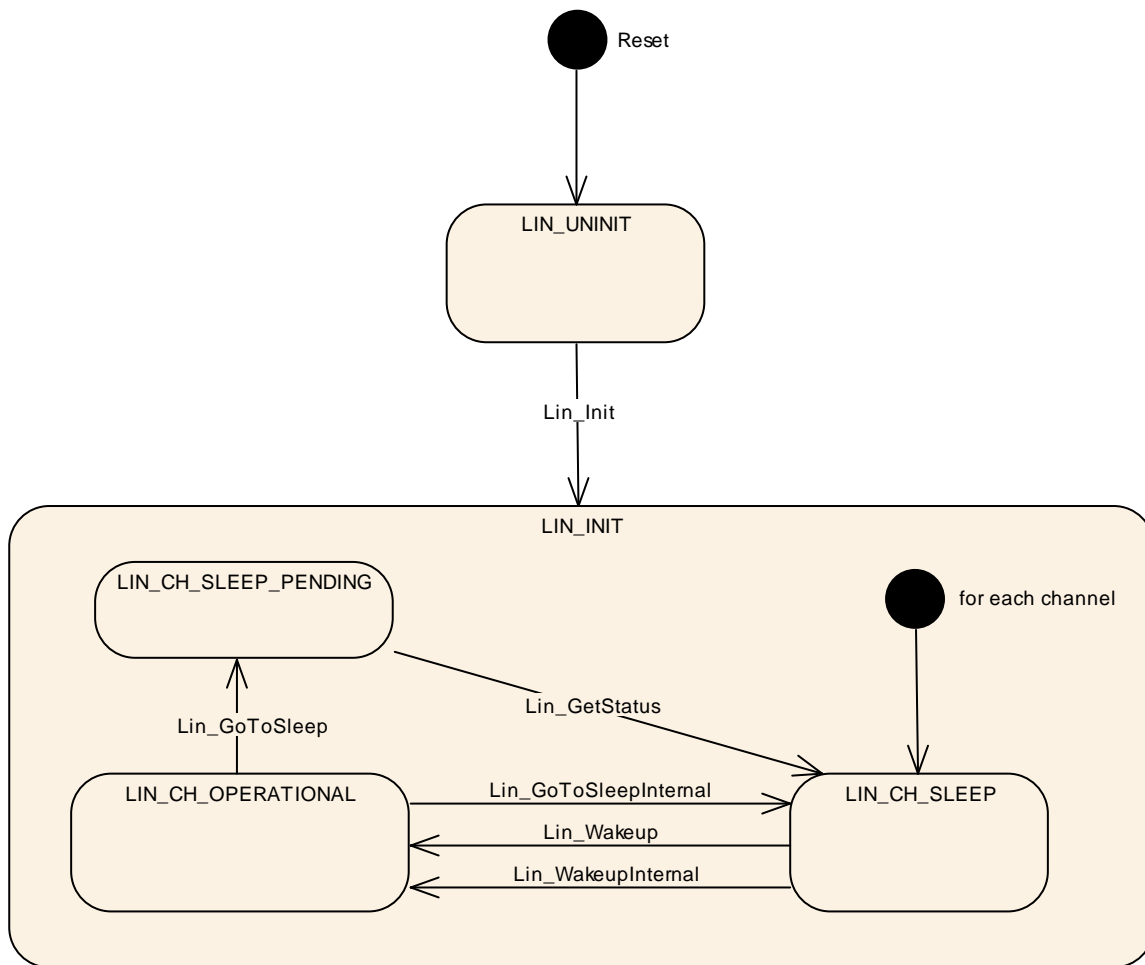 Reset
LIN_UNINIT
Lin_Init
LIN_INIT
LIN_CH_SLEEP_PENDING
for each channel
Lin_GetStatus
Lin_GoToSleep
LIN_CH_OPERATIONAL
Lin_GoToSleepInternal
LIN_CH_SLEEP
Lin_Wakeup
Lin_WakeupInternal